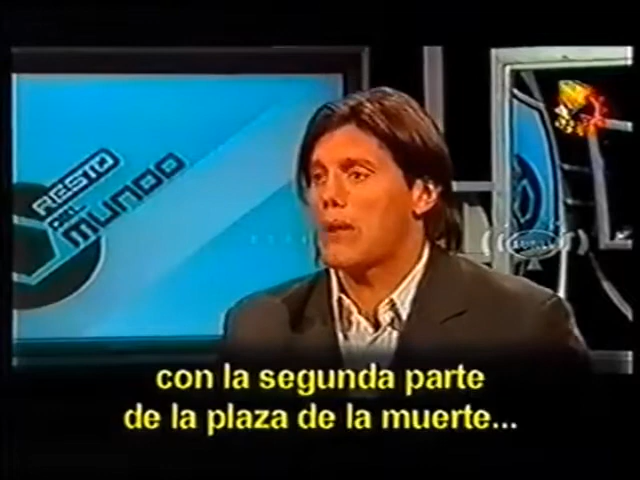 RESTO
DEL
MUNDO
con la segunda parte
de la plaza de la muerte...